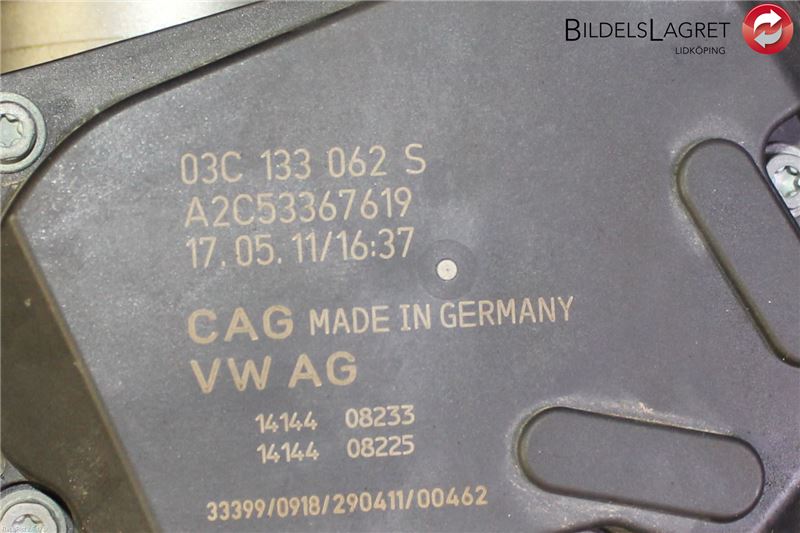 BILDELSLAGRET
LIDKÖPING
03C 133 062 S
A2C53367619
17.05.11/16:37
CAG MADE IN GERMANY
VW AG
14144 08233
14144 08225
33399/0918/290411/00462